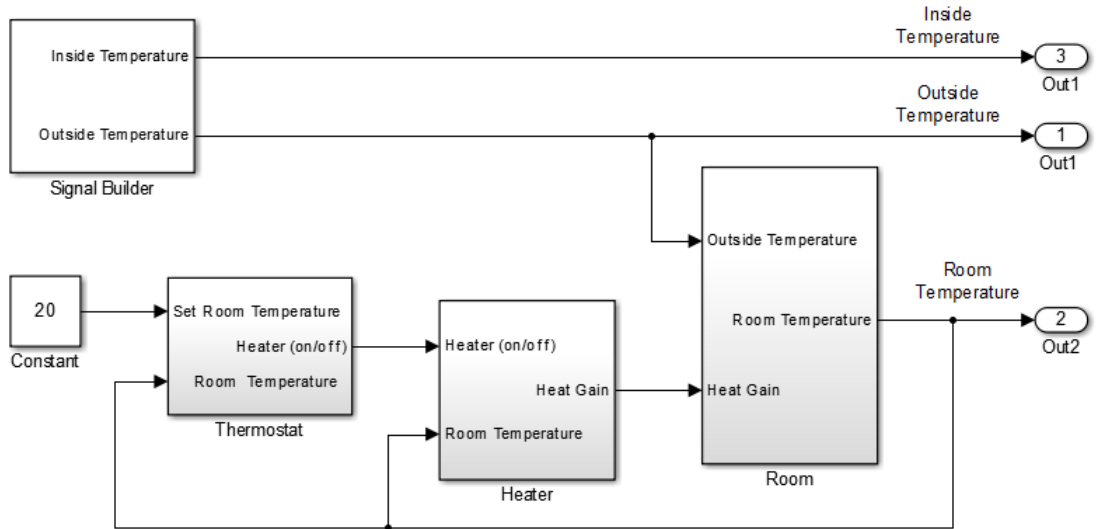 Inside
Temperature
Inside Temperature
3
Out1
Outside
Temperature
Outside Temperature
1
Out1
Signal Builder
Outside Temperature
Room
Temperature
20
Set Room Temperature
Room Temperature
2
Heater (on/off)
Heater (on/off)
Out2
Constant
Room Temperature
Heat Gain
Heat Gain
Thermostat
Room Temperature
Room
Heater